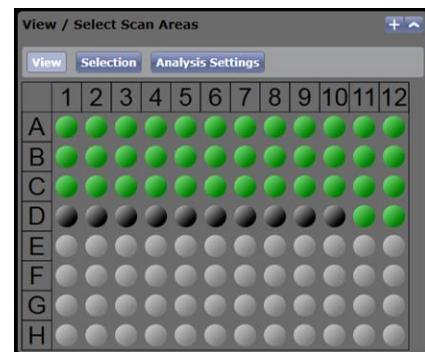 View / Select Scan Areas
View Selection Analysis Settings
1 2 3 4 5 6 7 8 9 10 11 12
A
B
C
D
E
F
G
H